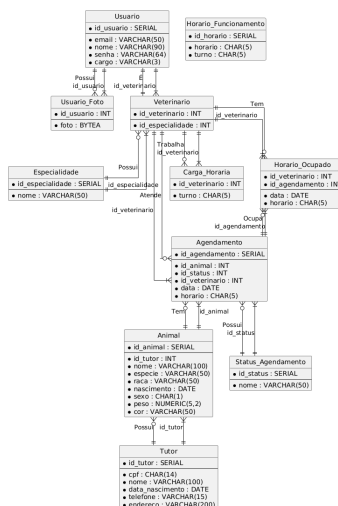 Usuario
id_usuario : SERIAL
email : VARCHAR(50)
nome : VARCHAR(90)
senha : VARCHAR(64)
cargo : VARCHAR(3)
Horario_Funcionamento
id_horario : SERIAL
horario : CHAR(5)
turno : CHAR(5)
Possui
E
id_usuario
id_veterinario
Usuario_Foto
id_usuario : INT
foto : BYTEA
Veterinario
id_veterinario : INT
id_especialidade : INT
Tem
id_veterinario
Possui
Trabalha
id_veterinario
Especialidade
id_especialidade : SERIAL
nome : VARCHAR(50)
id_especialidade
Atende
id_veterinario
Carga_Horaria
id_veterinario : INT
turno : CHAR(5)
Horario_Ocupado
id_veterinario : INT
id_agendamento : IN
data : DATE
horario : CHAR(5)
Ocupa
id_agendamento
Agendamento
id_agendamento : SERIAL
id_animal : INT
id_status : INT
id_veterinario : INT
data : DATE
horario : CHAR(5)
Tem
id_animal
Possui
id_status
Animal
id_animal : SERIAL
id_tutor : INT
nome : VARCHAR(100)
especie : VARCHAR(50)
raca : VARCHAR(50)
nascimento : DATE
sexo : CHAR(1)
peso : NUMERIC(5,2)
cor : VARCHAR(50)
Status_Agendamento
id_status : SERIAL
nome : VARCHAR(50)
Possui
id_tutor
Tutor
id_tutor : SERIAL
cpf : CHAR(14)
nome : VARCHAR(100)
data_nascimento : DATE
telefone : VARCHAR(15)
endereco : VARCHAR(200)